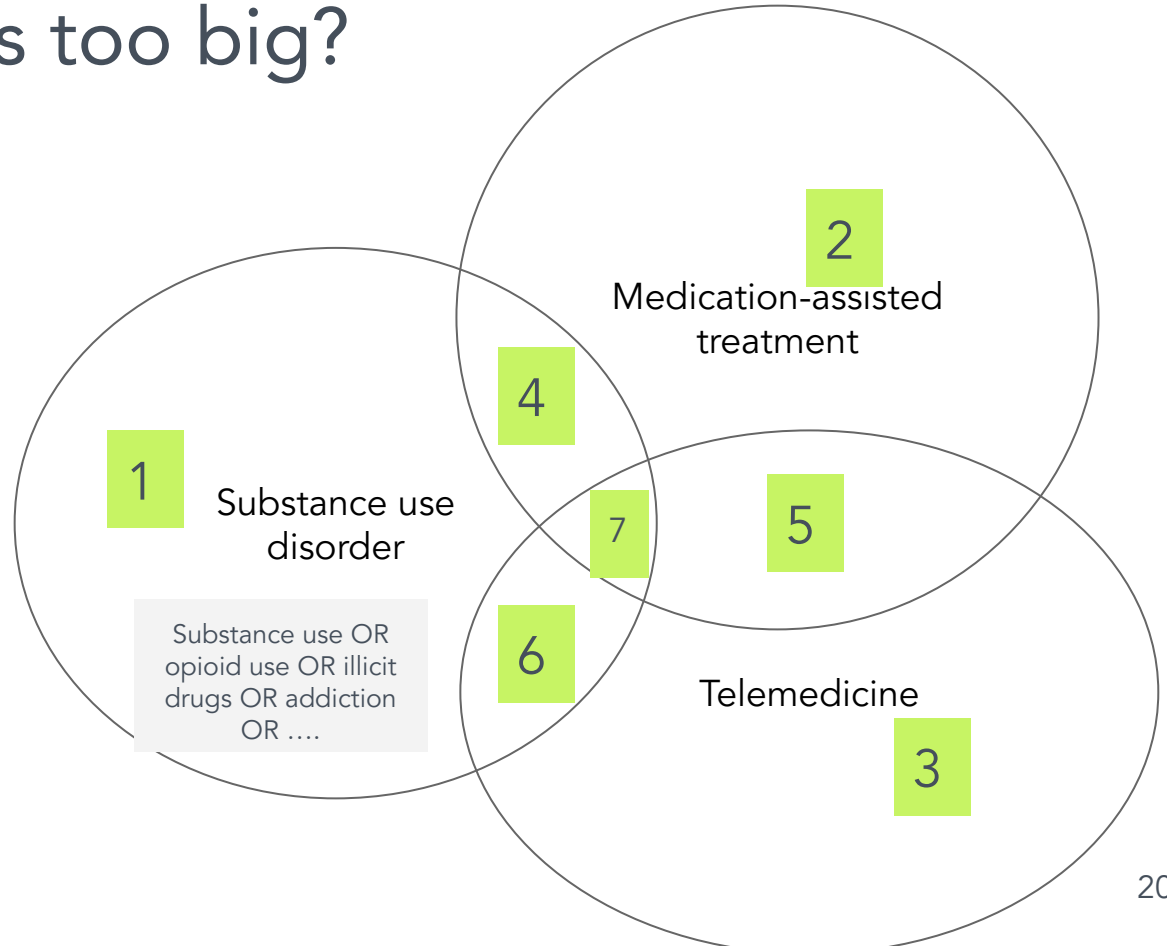 s too big?
2
Medication-assisted
treatment
4
1
Substance use
disorder
7
5
Substance use OR
opioid use OR illicit
drugs OR addiction
OR ....
6
Telemedicine
3
20